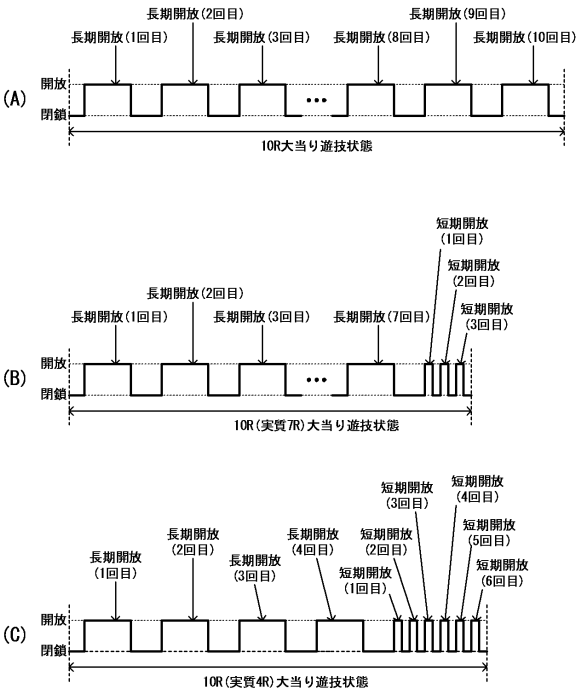 長期開放(2回目)
長期開放(9回目)
長期開放(1回目)
長期開放(3回目)
長期開放(8回目)
長期開放(10回目)
(A)
開放
閉鎖
•••
10R大当り遊技状態
短期開放
(1回目)
短期開放
(2回目)
短期開放
(3回目)
長期開放(2回目)
長期開放(1回目)
長期開放(3回目)
長期開放(7回目)
(B)
開放
閉鎖
•••
10R(実質7R)大当り遊技状態
短期開放
(4回目)
短期開放
(3回目)
短期開放
(5回目)
長期開放
(2回目)
長期開放
(4回目)
短期開放
(2回目)
長期開放
(1回目)
長期開放
(3回目)
短期開放
(1回目)
短期開放
(6回目)
(C)
開放
閉鎖
10R(実質4R)大当り遊技状態